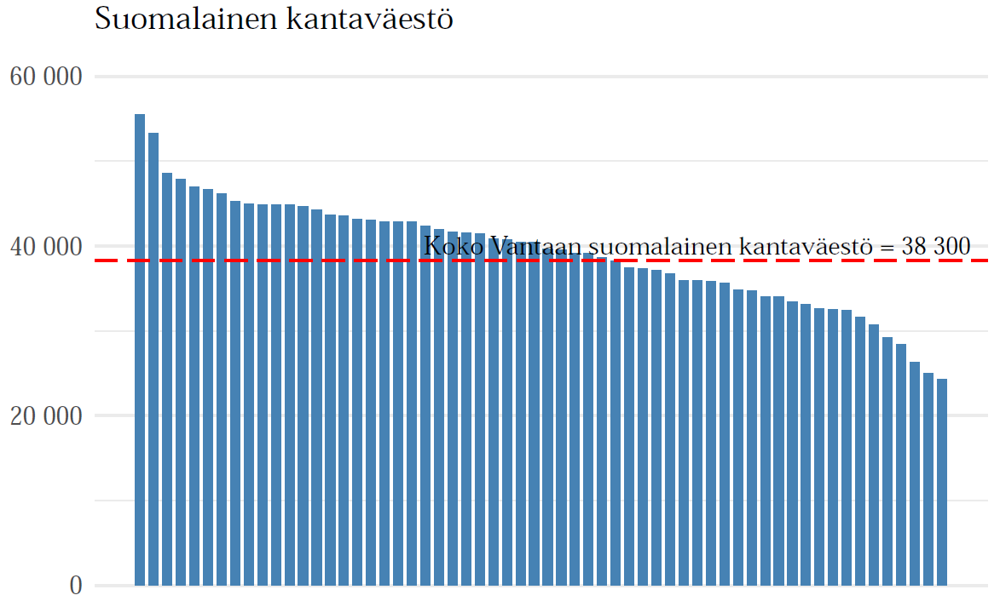 Suomalainen kantaväestö
60 000
40 000
Koko Vantaan suomalainen kantaväestö = 38 300
20 000
0